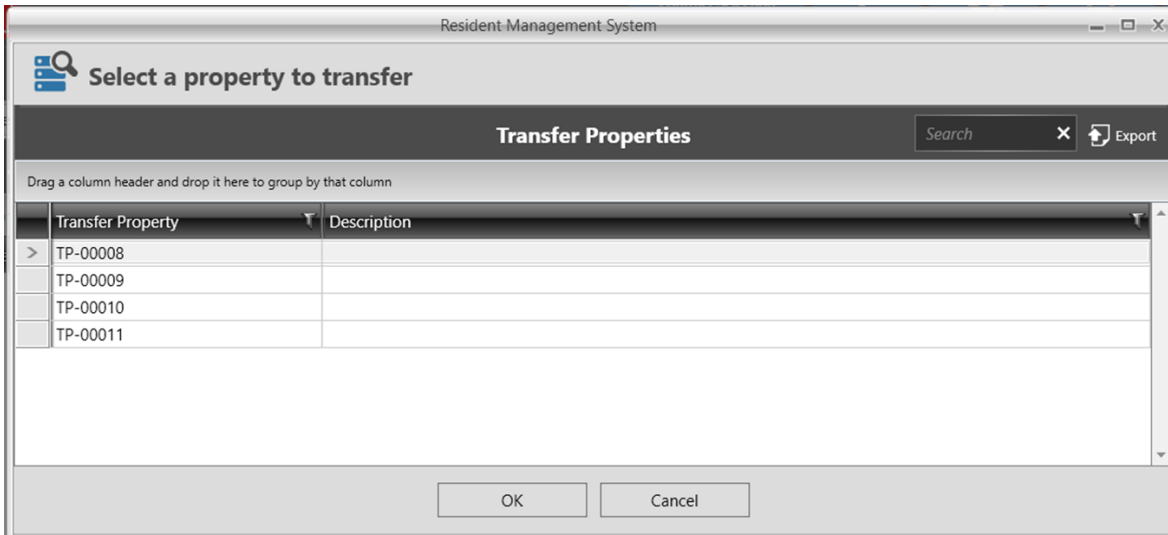 Resident Management System
Select a property to transfer
Transfer Properties
Search
Export
Drag a column header and drop it here to group by that column
Transfer Property Description
TP-00008
TP-00009
TP-00010
TP-00011
OK Cancel